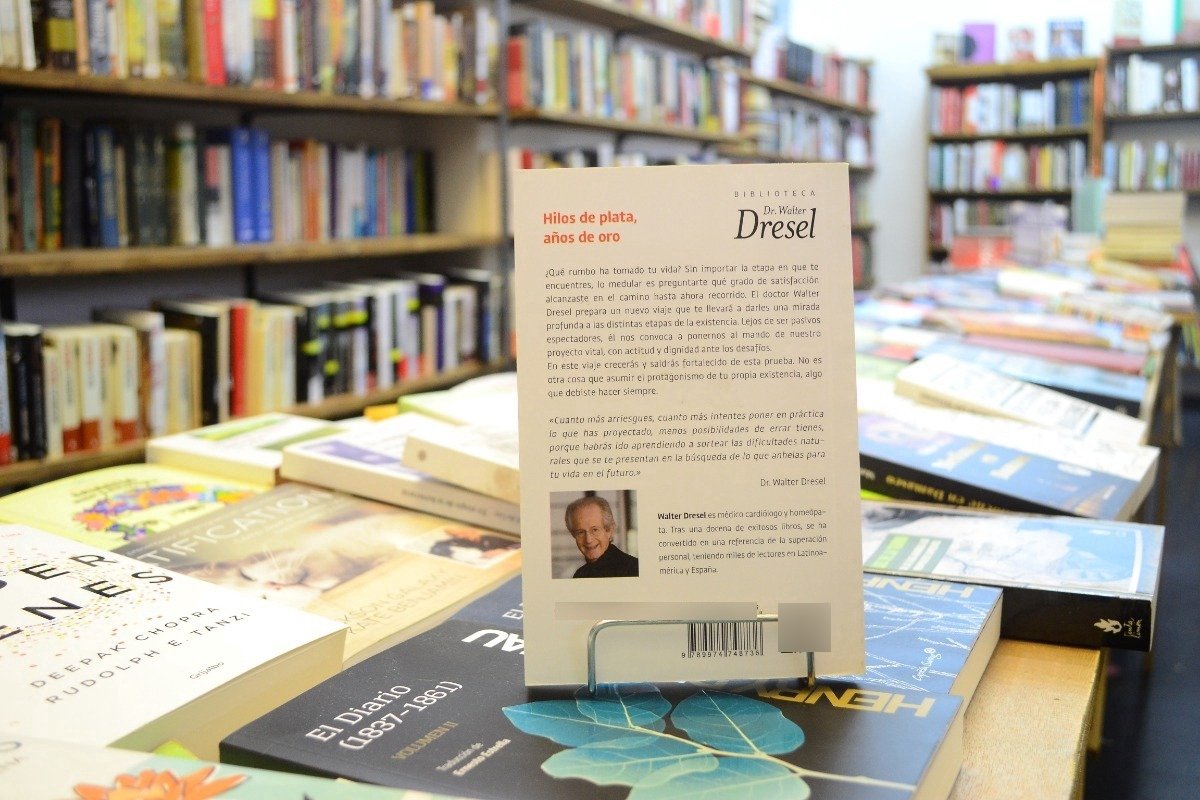 BIBLIOTECA
Dr. Walter
Dresel
Hilos de plata,
años de oro
¿Qué rumbo ha tomado tu vida? Sin importar la etapa en que te
encuentres, lo medular es preguntarte qué grado de satisfacción
alcanzaste en el camino hasta ahora recorrido. El doctor Walter
Dresel prepara un nuevo viaje que te llevará a darles una mirada
profunda a las distintas etapas de la existencia. Lejos de ser pasivos
espectadores, él nos convoca a ponernos al mando de nuestro
proyecto vital, con actitud y dignidad ante los desafíos.
En este viaje crecerás y saldrás fortalecido de esta prueba. No es
otra cosa que asumir el protagonismo de tu propia existencia, algo
que debiste hacer siempre.
«Cuanto más arriesgues, cuanto más intentes poner en práctica
lo que has proyectado, menos posibilidades de errar tienes,
porque habrás ido aprendiendo a sortear las dificultades natu-
rales que se te presentan en la búsqueda de lo que anhelas para
tu vida en el futuro.»
Dr. Walter Dresel
Walter Dresel es médico cardiólogo y homeópa-
ta. Tras una docena de exitosos libros, se ha
convertido en una referencia de la superación
personal, teniendo miles de lectores en Latinoa-
mérica y España.
9 789974 748736
DEEPAK CHOPRA
RUDOLPH E. TANZI
Grijalbo
El Diario
(1837-1861)
VOLUMEN II
Traducción de
Ernesto Estrella
HENRY